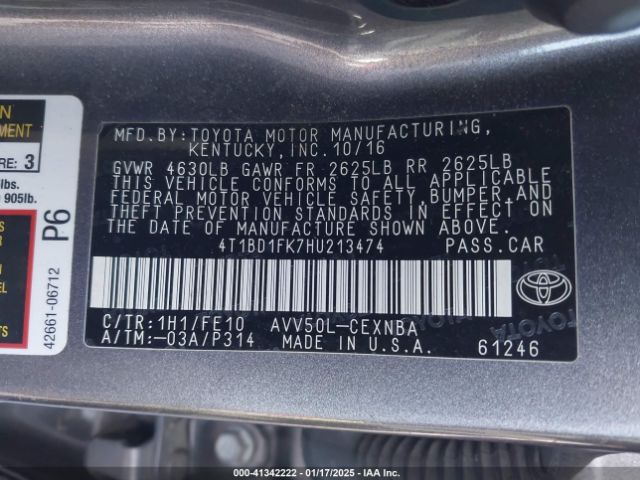 N
EMENT
RE: 3
lbs.
905lb.
P6
42661-06712
MFD.BY:TOYOTA MOTOR MANUFACTURING,
KENTUCKY,INC.10/16
GVWR 4630LB GAWR FR 2625LB RR 2625LB
THIS VEHICLE CONFORMS TO ALL APPLICABLE
FEDERAL MOTOR VEHICLE SAFETY,BUMPER,AND
THEFT PREVENTION STANDARDS IN EFFECT ON
THE DATE OF MANUFACTURE SHOWN ABOVE.
4T1BD1FK7HU213474 PASS.CAR
TOYOTA
C/TR:1H1/FE10 AVV50L-CEXNBA
A/TM:-03A/P314 MADE IN U.S.A. 61246
000-41342222 — 01/17/2025 — IAA Inc.